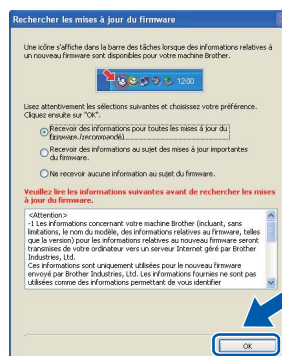 Rechercher les mises à jour du firmware
Une icône s'affiche dans la barre des tâches lorsque des informations relatives à
un nouveau firmware sont disponibles pour votre machine Brother.
12:00
Lisez attentivement les sélections suivantes et choisissez votre préférence.
Cliquez ensuite sur "OK".
Recevoir des informations pour toutes les mises à jour du
firmware.(recommandé)
Recevoir des informations au sujet des mises à jour importantes
du firmware.
Ne recevoir aucune information au sujet du firmware.
Veuillez lire les informations suivantes avant de rechercher les mises
à jour du firmware.
<Attention>
-1 Les informations concernant votre machine Brother (incluant, sans
limitations, le nom du modèle, des informations relatives au firmware, telles
que la version) pour les informations relatives au nouveau firmware seront
transmises de votre ordinateur vers un serveur Internet géré par Brother
Industries, Ltd.
Ces informations sont uniquement utilisées pour le nouveau firmware
envoyé par Brother Industries, Ltd. Les informations fournies ne sont pas
utilisées comme des informations permettant de vous identifier
OK